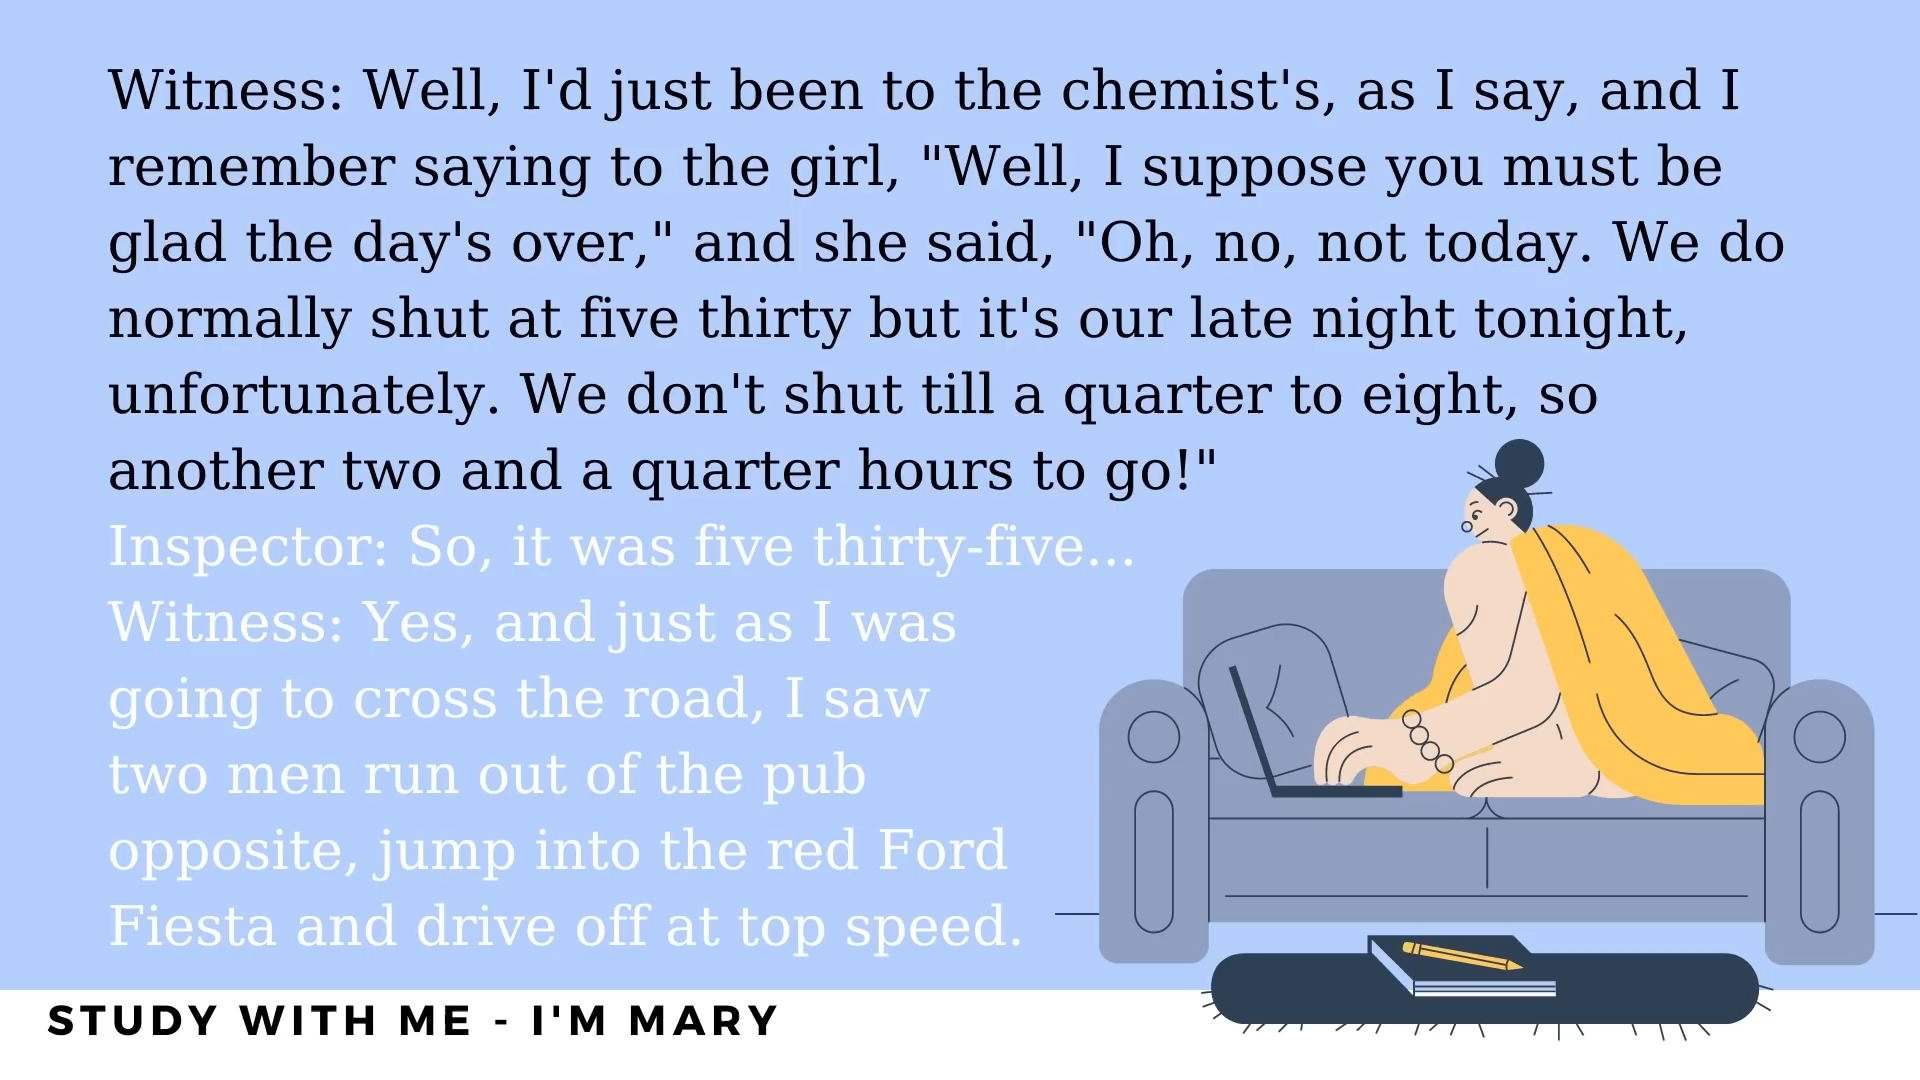 Witness: Well, I'd just been to the chemist's, as I say, and I
remember saying to the girl, "Well, I suppose you must be
glad the day's over," and she said, "Oh, no, not today. We do
normally shut at five thirty but it's our late night tonight,
unfortunately. We don't shut till a quarter to eight, so
another two and a quarter hours to go!"
Inspector: So, it was five thirty-five...
Witness: Yes, and just as I was
going to cross the road, I saw
two men run out of the pub
opposite, jump into the red Ford
Fiesta and drive off at top speed.
STUDY WITH ME - I'M MARY